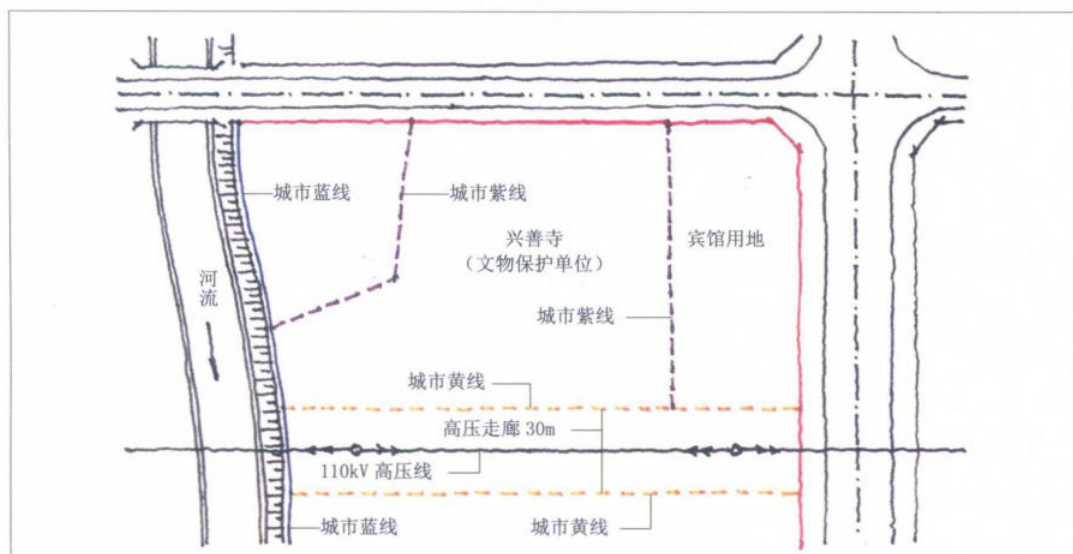 城市蓝线
城市紫线
兴善寺
(文物保护单位)
宾馆用地
河流
城市紫线
城市黄线
高压走廊 30m
110kV 高压线
城市蓝线
城市黄线